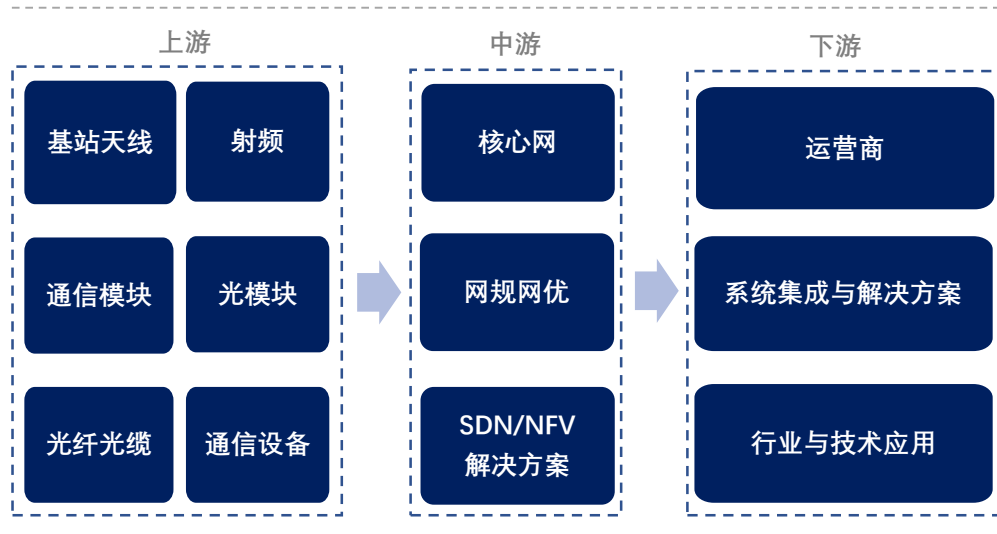 上游
基站天线
射频
通信模块
光模块
光纤光缆
通信设备
中游
核心网
网规网优
SDN/NFV
解决方案
下游
运营商
系统集成与解决方案
行业与技术应用